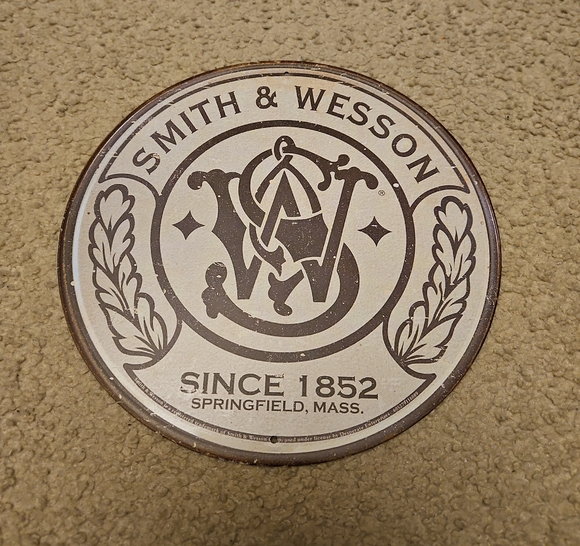 SMITH & WESSON
S&W
®
SINCE 1852
SPRINGFIELD, MASS.